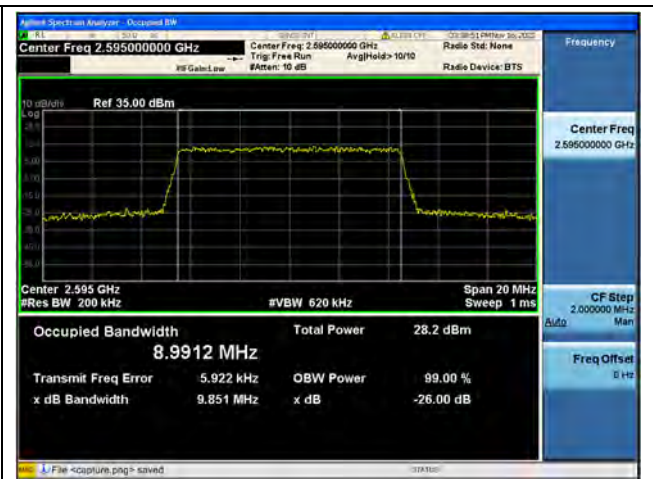 Agilent Spectrum Analyzer - Occupied BW
Center Freq 2.595000000 GHz
#IFGain:Low
Center Freq: 2.595000000 GHz
Trig: Free Run Avg|Hold>10/10
#Atten: 10 dB
Radio Std: None
Radio Device: BTS
Frequency
10 dB/div Ref 35.00 dBm
Log
Center Freq
2.595000000 GHz
Center 2.595 GHz Span 20 MHz
#Res BW 200 kHz #VBW 620 kHz Sweep 1 ms
CF Step
2.000000 MHz
Auto Man
Occupied Bandwidth Total Power 28.2 dBm
8.9912 MHz
Freq Offset
0 Hz
Transmit Freq Error 5.922 kHz OBW Power 99.00 %
x dB Bandwidth 9.851 MHz x dB -26.00 dB
MSG File <capture.png> saved STATUS